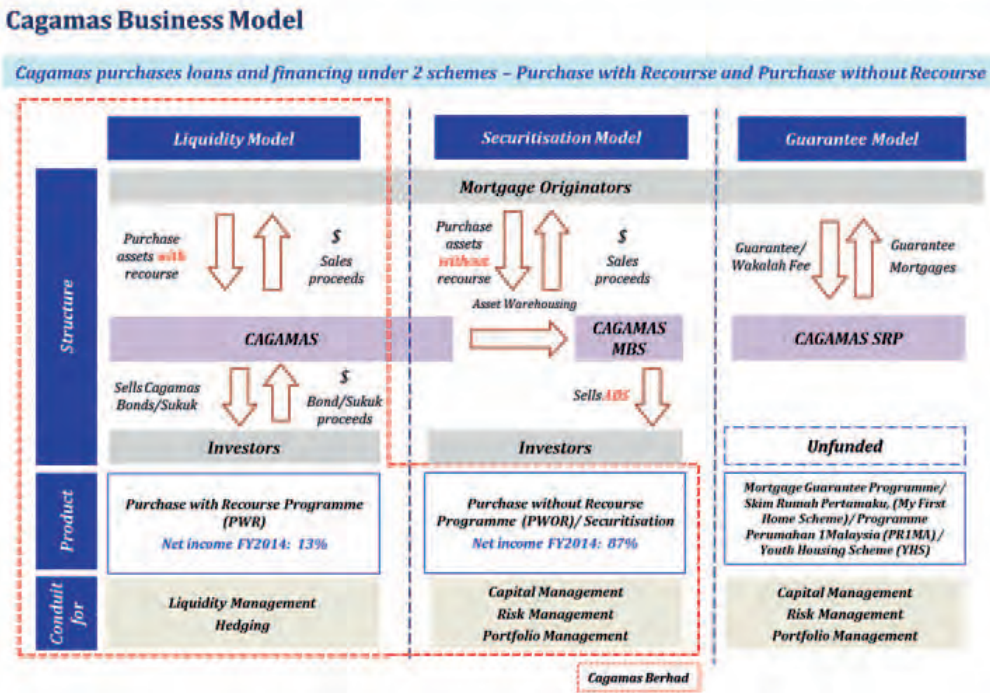 Cagamas Business Model
Cagamas purchases loans and financing under 2 schemes – Purchase with Recourse and Purchase without Recourse
Liquidity Model
Securitisation Model
Guarantee Model
Structure
Mortgage Originators
Purchase
assets with
recourse
$
Sales
proceeds
Purchase
assets
without
recourse
$
Sales
proceeds
Guarantee/
Wakalah Fee
Guarantee
Mortgages
Asset Warehousing
CAGAMAS
CAGAMAS
MBS
CAGAMAS SRP
Sells Cagamas
Bonds/Sukuk
$
Bond/Sukuk
proceeds
Sells ABS
Investors
Investors
Unfunded
Product
Purchase with Recourse Programme
(PWR)
Net income FY2014: 13%
Purchase without Recourse
Programme (PWOR)/ Securitisation
Net income FY2014: 87%
Mortgage Guarantee Programme/
Skim Rumah Pertamaku, (My First
Home Scheme)/ Programme
Perumahan 1Malaysia (PR1MA) /
Youth Housing Scheme (YHS)
Conduit
for
Liquidity Management
Hedging
Capital Management
Risk Management
Portfolio Management
Capital Management
Risk Management
Portfolio Management
Cagamas Berhad